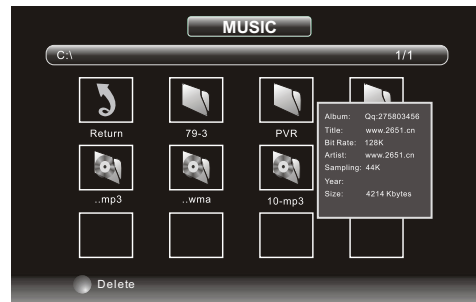 MUSIC
C:\ 1/1
Return 79-3 PVR
Album: Qq:275803456
Title: www.2651.cn
Bit Rate: 128K
Artist: www.2651.cn
Sampling: 44K
Year:
Size: 4214 Kbytes
..mp3 ..wma 10-mp3
Delete